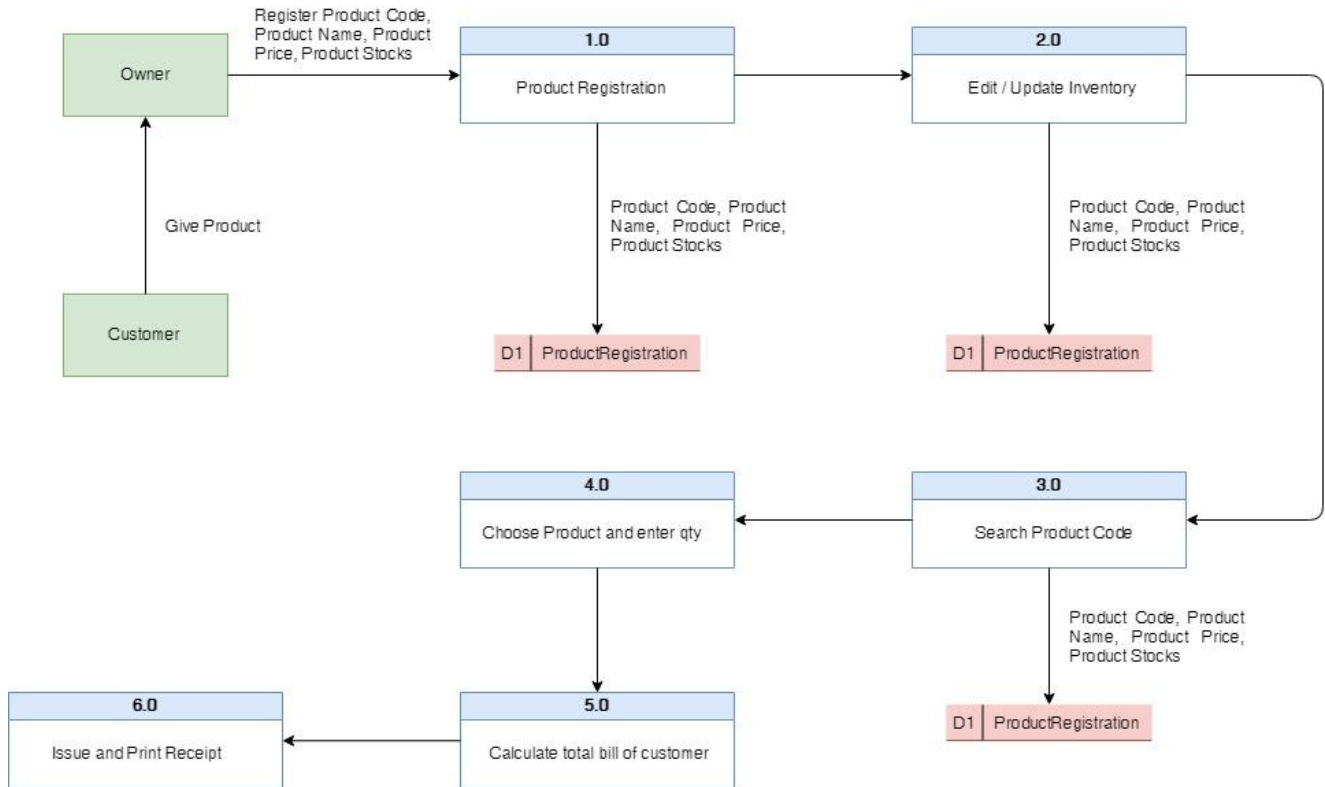 Register Product Code,
Product Name, Product
Price, Product Stocks
Owner
1.0
Product Registration
2.0
Edit / Update Inventory
Give Product
Product Code, Product
Name, Product Price,
Product Stocks
Product Code, Product
Name, Product Price,
Product Stocks
Customer
D1 ProductRegistration
D1 ProductRegistration
4.0
Choose Product and enter qty
3.0
Search Product Code
Product Code, Product
Name, Product Price,
Product Stocks
6.0
Issue and Print Receipt
5.0
Calculate total bill of customer
D1 ProductRegistration